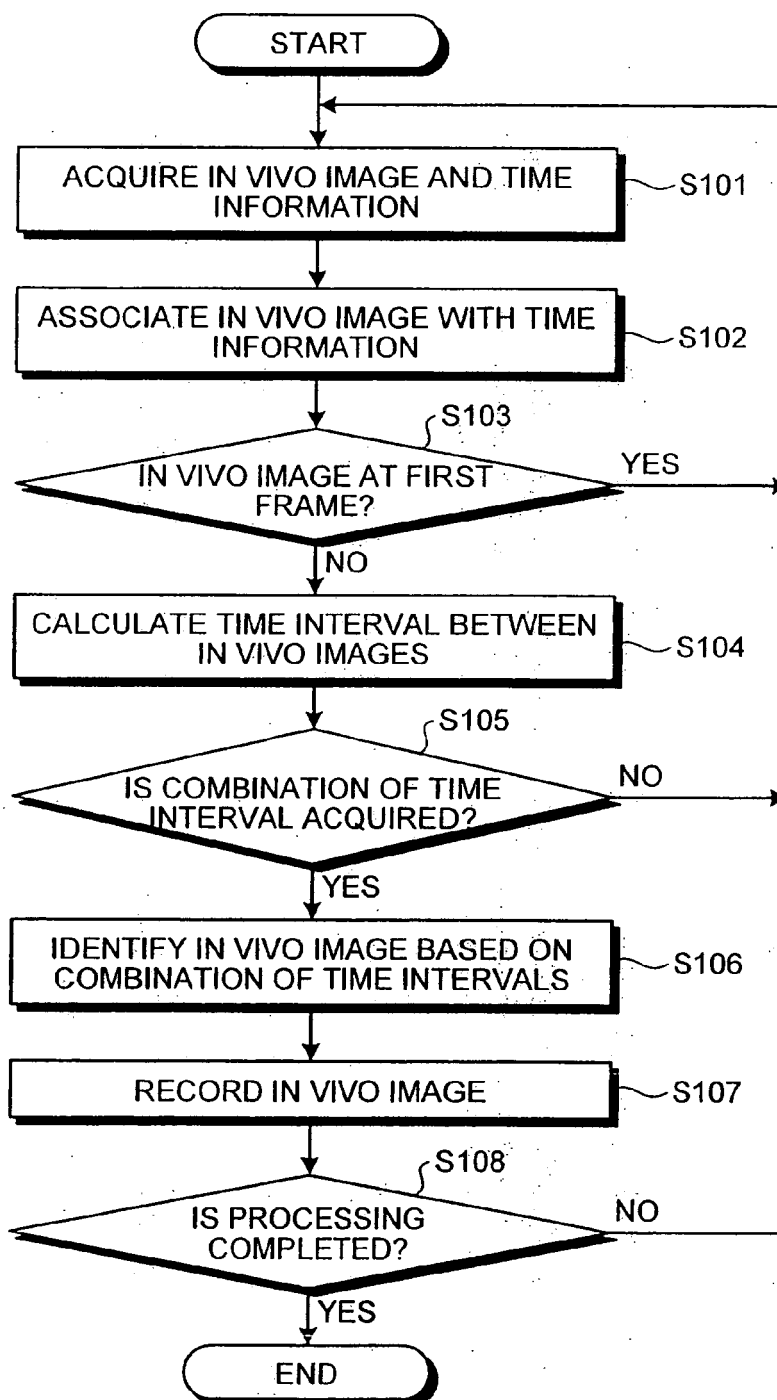 START
ACQUIRE IN VIVO IMAGE AND TIME
INFORMATION
S101
ASSOCIATE IN VIVO IMAGE WITH TIME
INFORMATION
S102
S103
IN VIVO IMAGE AT FIRST
FRAME?
YES
NO
CALCULATE TIME INTERVAL BETWEEN
IN VIVO IMAGES
S104
S105
IS COMBINATION OF TIME
INTERVAL ACQUIRED?
NO
YES
IDENTIFY IN VIVO IMAGE BASED ON
COMBINATION OF TIME INTERVALS
S106
RECORD IN VIVO IMAGE
S107
S108
IS PROCESSING
COMPLETED?
NO
YES
END